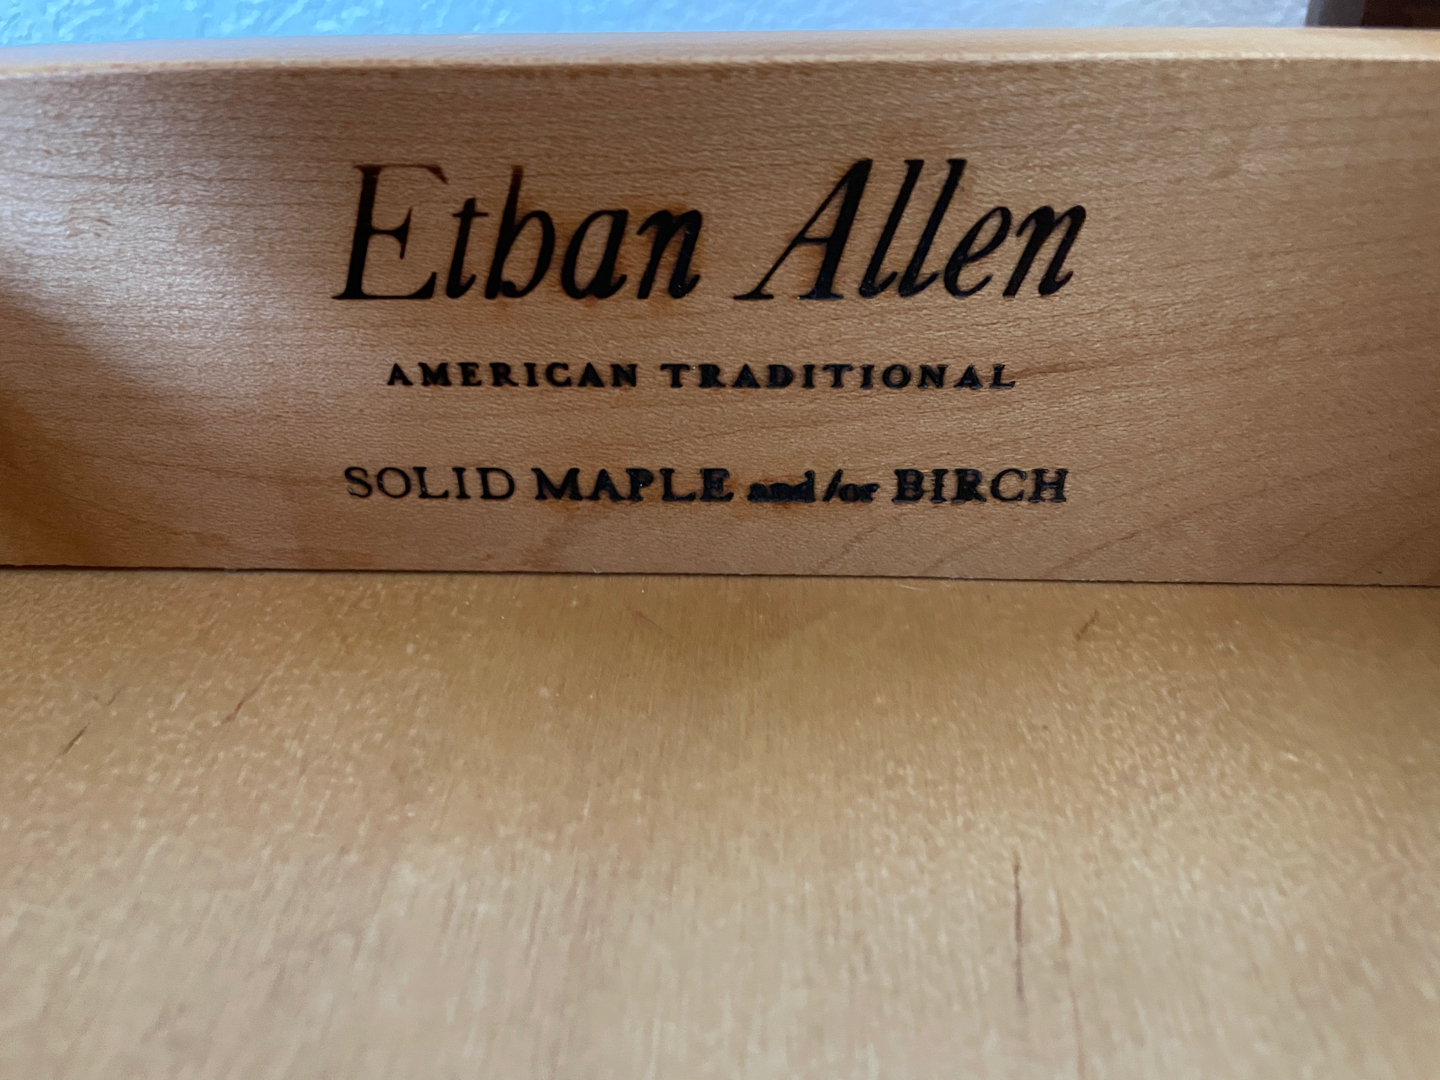 Ethan Allen
AMERICAN TRADITIONAL
SOLID MAPLE and/or BIRCH